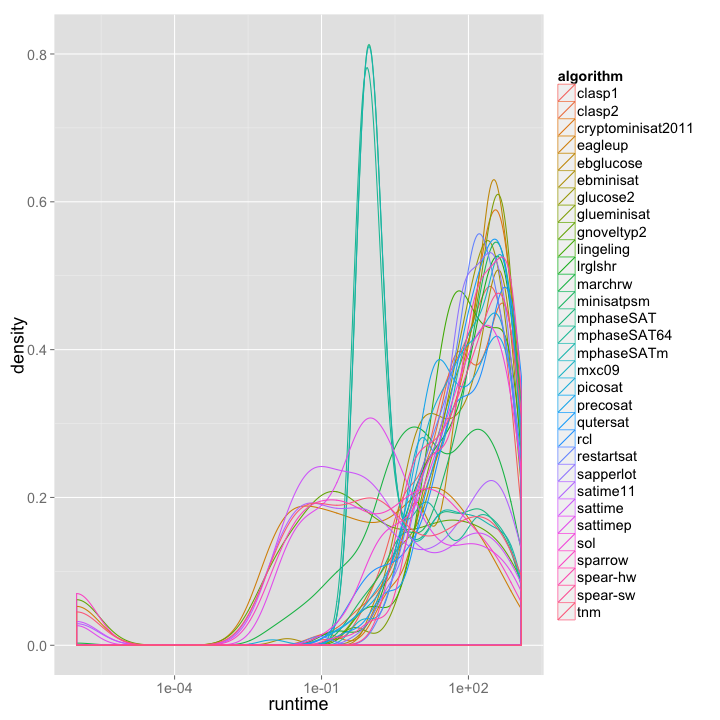 0.8
0.6
0.4
0.2
0.0
density
1e-04
1e-01
1e+02
runtime
algorithm
clasp1
clasp2
cryptominisat2011
eagleup
ebglucose
ebminisat
glucose2
glueminisat
gnoveltyp2
lingeling
lrglshr
marchrw
minisatpsm
mphaseSAT
mphaseSAT64
mphaseSATm
mxc09
picosat
precosat
qutersat
rcl
restartsat
sapperlot
satime11
sattime
sattimep
sol
sparrow
spear-hw
spear-sw
tnm